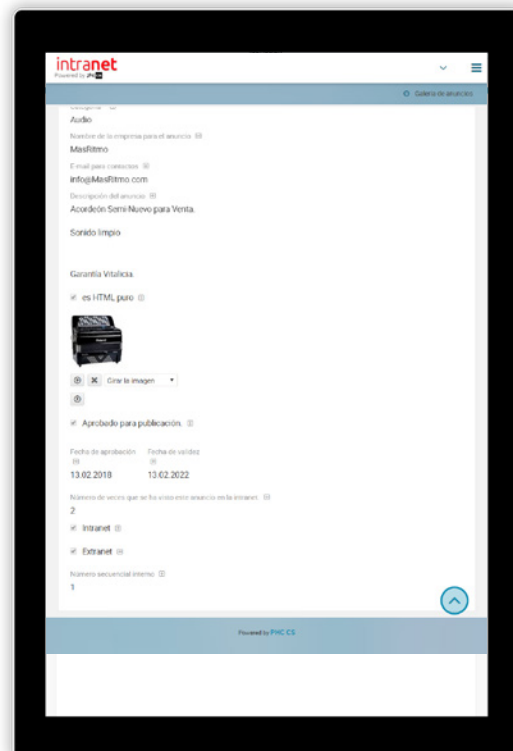 intranet
Powered by PHC CS
Galería de anuncios
Categoría
Audio
Nombre de la empresa para el anuncio
MasRitmo
E-mail para contactos
info@MasRitmo.com
Descripción del anuncio
Acordeón Semi-Nuevo para Venta.
Sonido limpio
Garantía Vitalicia.
es HTML puro
Girar la imagen
Aprobado para publicación.
Fecha de aprobación Fecha de validez
13.02.2018 13.02.2022
Número de veces que se ha visto este anuncio en la intranet
2
Intranet
Extranet
Número secuencial interno
1
Powered by PHC CS